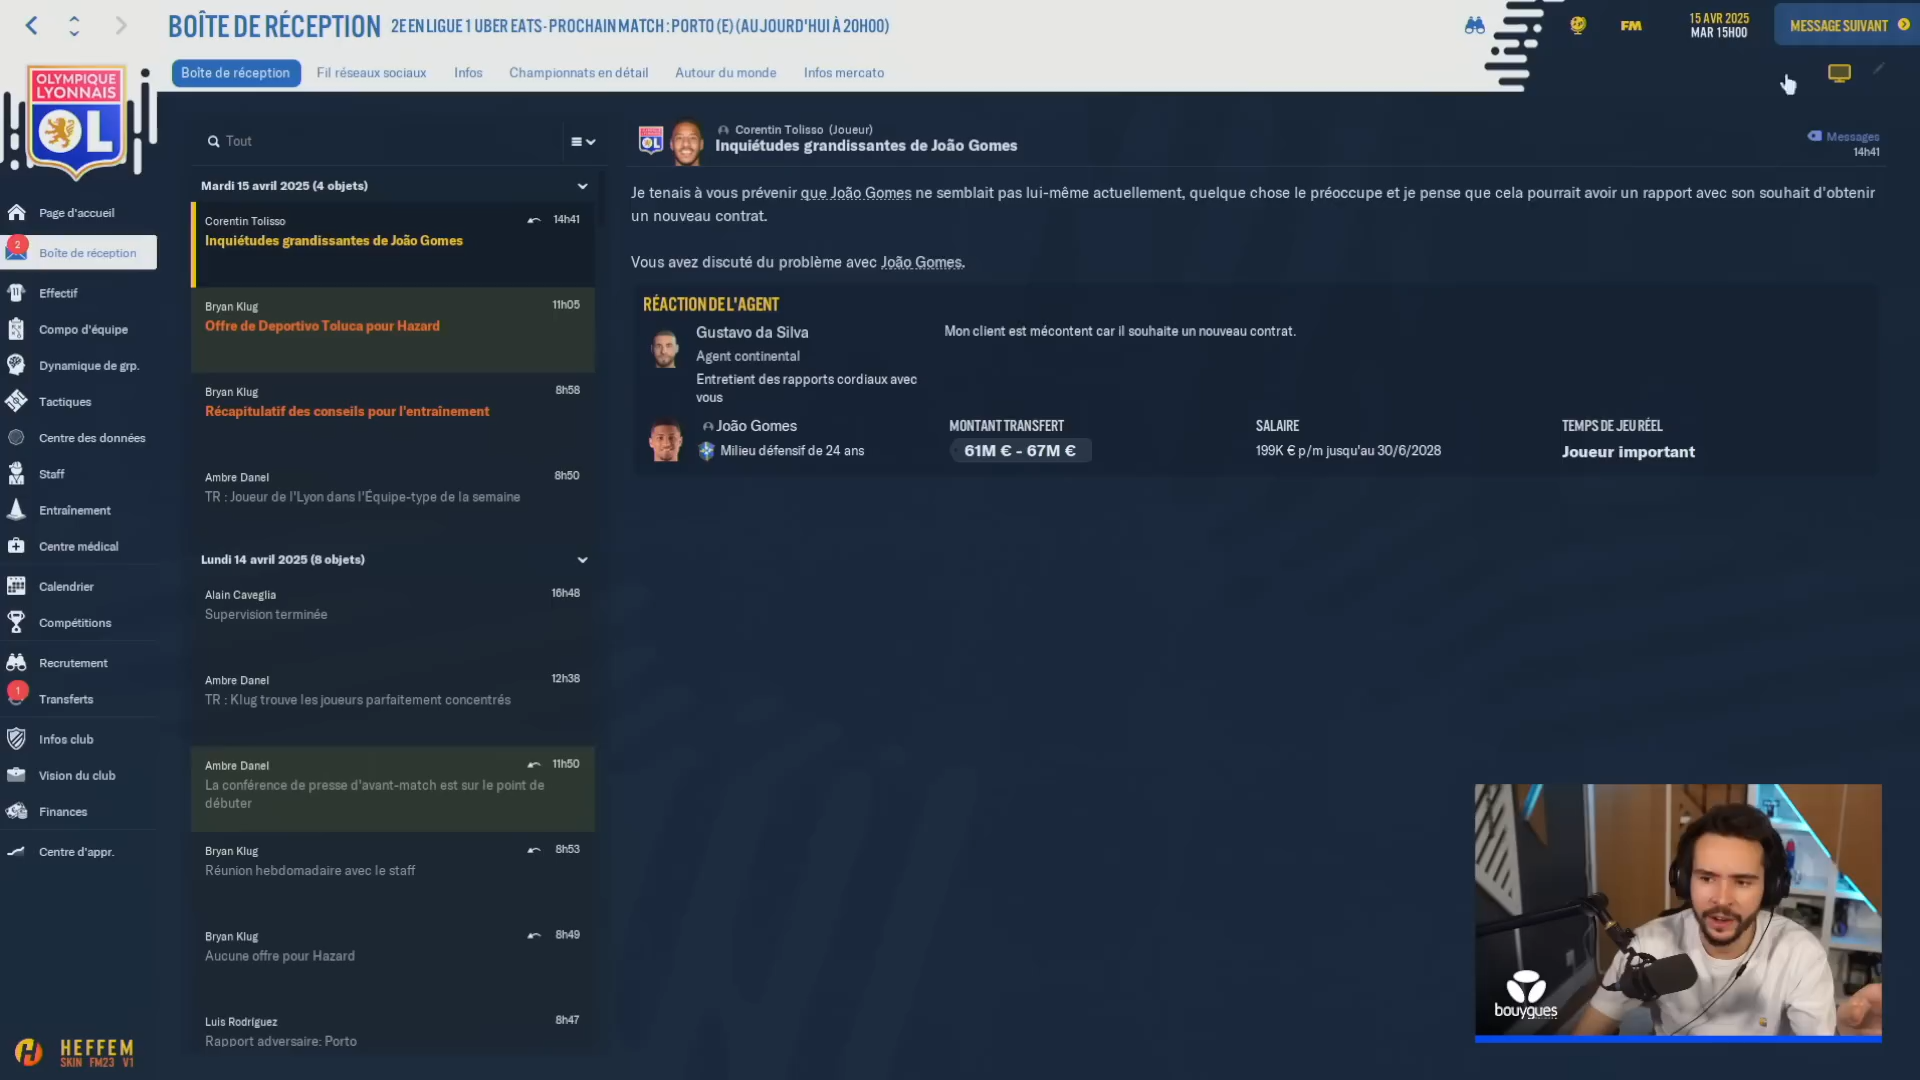 BOÎTE DE RÉCEPTION
2E EN LIGUE 1 UBER EATS - PROCHAIN MATCH : PORTO (E) (AUJOURD'HUI À 20H00)
FM
15 AVR 2025
MAR 15H00
MESSAGE SUIVANT
Boîte de réception
Fil réseaux sociaux
Infos
Championnats en détail
Autour du monde
Infos mercato
OLYMPIQUE
LYONNAIS
OL
Page d'accueil
2
Boîte de réception
Effectif
Compo d'équipe
Dynamique de grp.
Tactiques
Centre des données
Staff
Entraînement
Centre médical
Calendrier
Compétitions
Recrutement
1
Transferts
Infos club
Vision du club
Finances
Centre d'appr.
HEFFEM
SKIN FM23 V1
Tout
Mardi 15 avril 2025 (4 objets)
Corentin Tolisso
14h41
Inquiétudes grandissantes de João Gomes
Bryan Klug
11h05
Offre de Deportivo Toluca pour Hazard
Bryan Klug
8h58
Récapitulatif des conseils pour l'entraînement
Ambre Danel
8h50
TR : Joueur de l'Lyon dans l'Équipe-type de la semaine
Lundi 14 avril 2025 (8 objets)
Alain Caveglia
16h48
Supervision terminée
Ambre Danel
12h38
TR : Klug trouve les joueurs parfaitement concentrés
Ambre Danel
11h50
La conférence de presse d'avant-match est sur le point de
débuter
Bryan Klug
8h53
Réunion hebdomadaire avec le staff
Bryan Klug
8h49
Aucune offre pour Hazard
Luis Rodríguez
8h47
Rapport adversaire: Porto
Corentin Tolisso (Joueur)
Inquiétudes grandissantes de João Gomes
Messages
14h41
Je tenais à vous prévenir que João Gomes ne semblait pas lui-même actuellement, quelque chose le préoccupe et je pense que cela pourrait avoir un rapport avec son souhait d'obtenir
un nouveau contrat.
Vous avez discuté du problème avec João Gomes.
RÉACTION DE L'AGENT
Gustavo da Silva
Agent continental
Entretient des rapports cordiaux avec
vous
Mon client est mécontent car il souhaite un nouveau contrat.
João Gomes
Milieu défensif de 24 ans
MONTANT TRANSFERT
61M € - 67M €
SALAIRE
199K € p/m jusqu'au 30/6/2028
TEMPS DE JEU RÉEL
Joueur important
bouygues